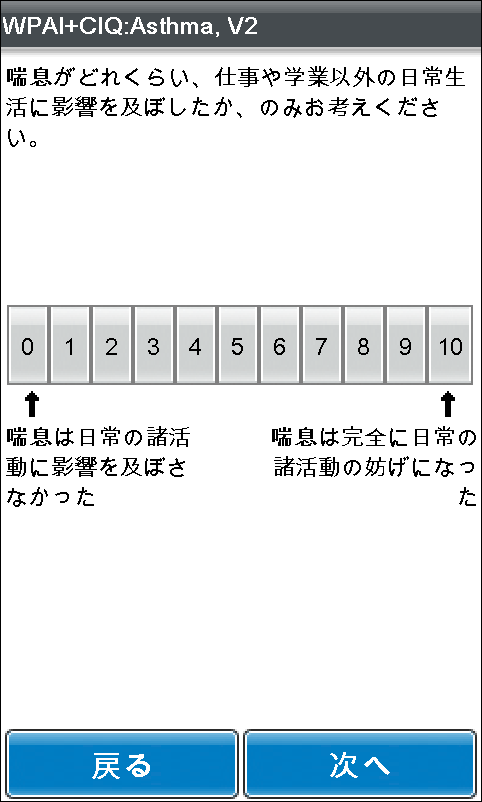 WPAI+CIQ:Asthma, V2
喘息がどれくらい、仕事や学業以外の日常生
活に影響を及ぼしたか、のみお考えくださ
い。
0 1 2 3 4 5 6 7 8 9 10
喘息は日常の諸活
動に影響を及ぼさ
なかった
喘息は完全に日常の
諸活動の妨げになっ
た
戻る 次へ